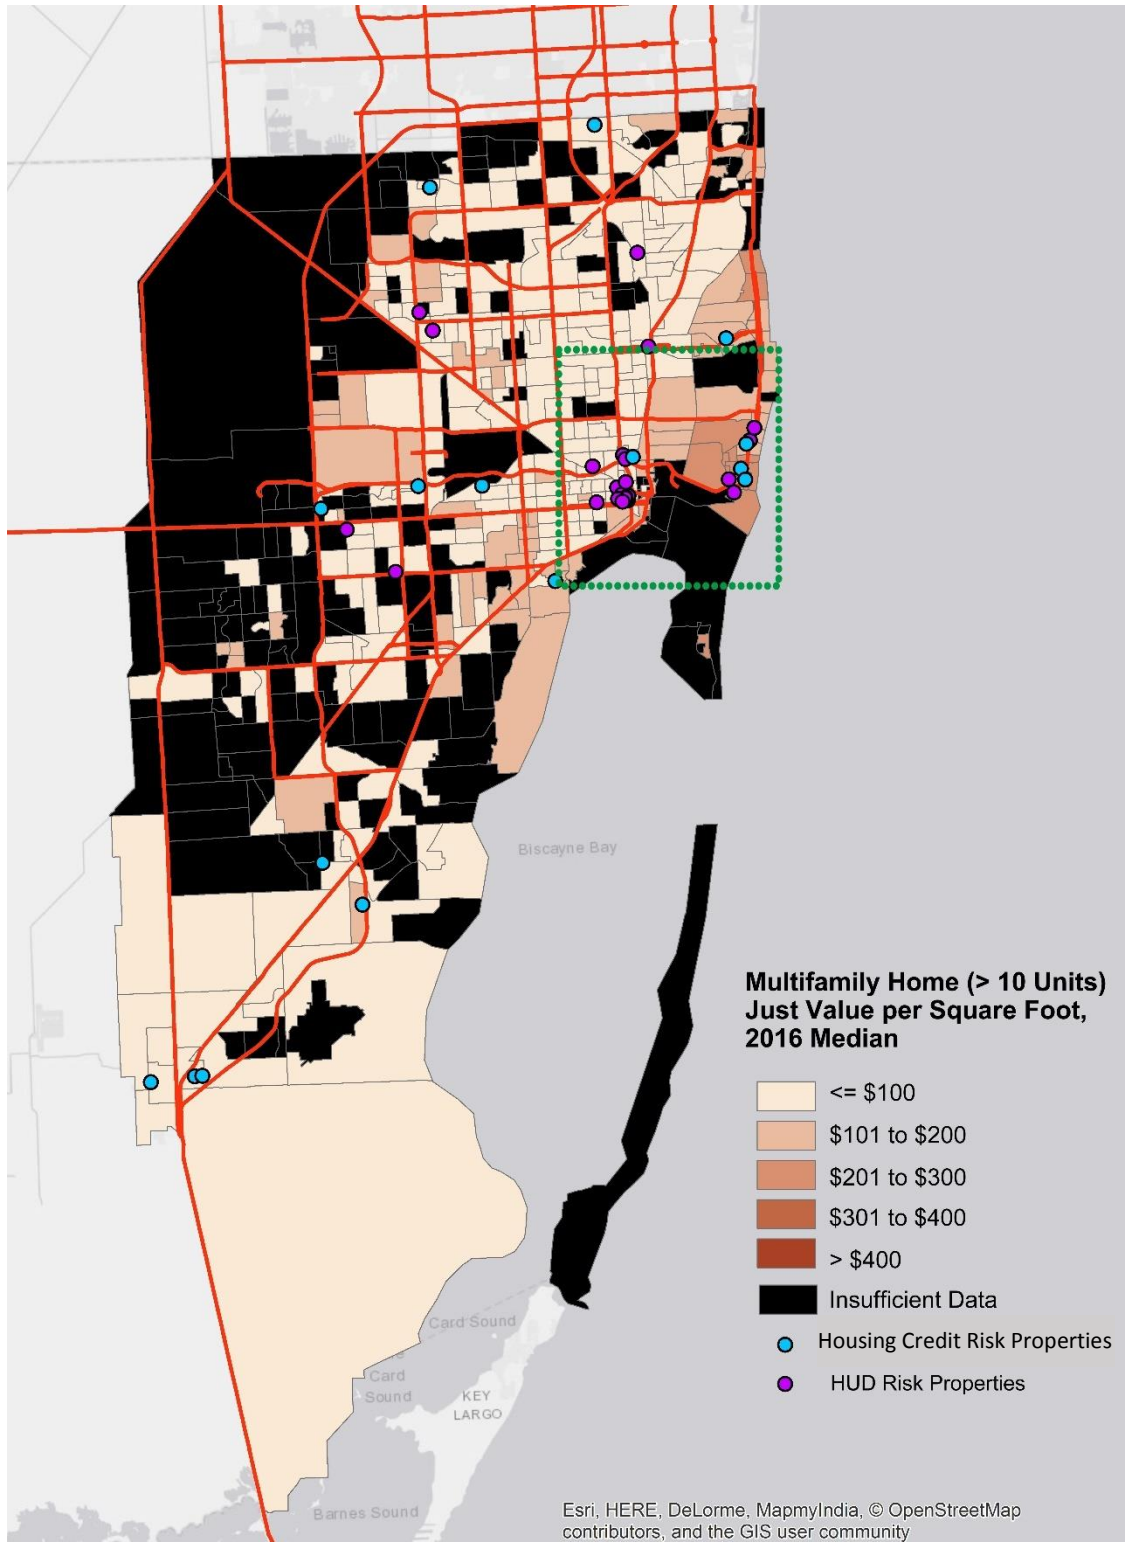 Biscayne Bay
Multifamily Home (> 10 Units)
Just Value per Square Foot,
2016 Median
<= $100
$101 to $200
$201 to $300
$301 to $400
> $400
Insufficient Data
Housing Credit Risk Properties
HUD Risk Properties
Card Sound
Card
Sound
KEY
LARGO
Barnes Sound
Esri, HERE, DeLorme, MapmyIndia, © OpenStreetMap
contributors, and the GIS user community